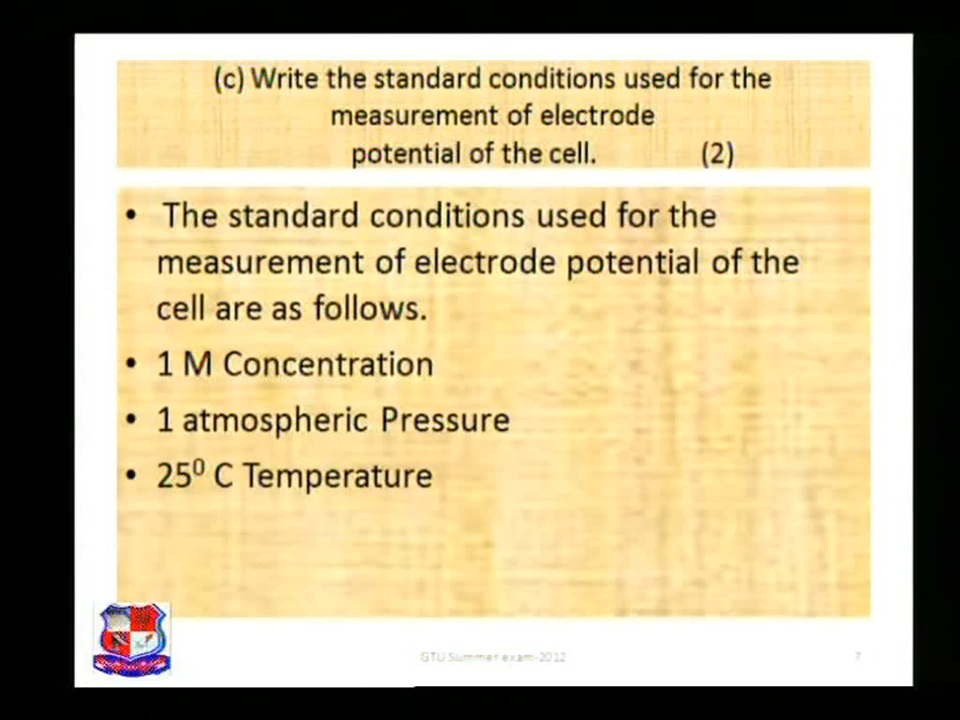 (c) Write the standard conditions used for the
measurement of electrode
potential of the cell. (2)
• The standard conditions used for the
measurement of electrode potential of the
cell are as follows.
• 1 M Concentration
• 1 atmospheric Pressure
• 25⁰ C Temperature
GTU Summer exam-2012 7